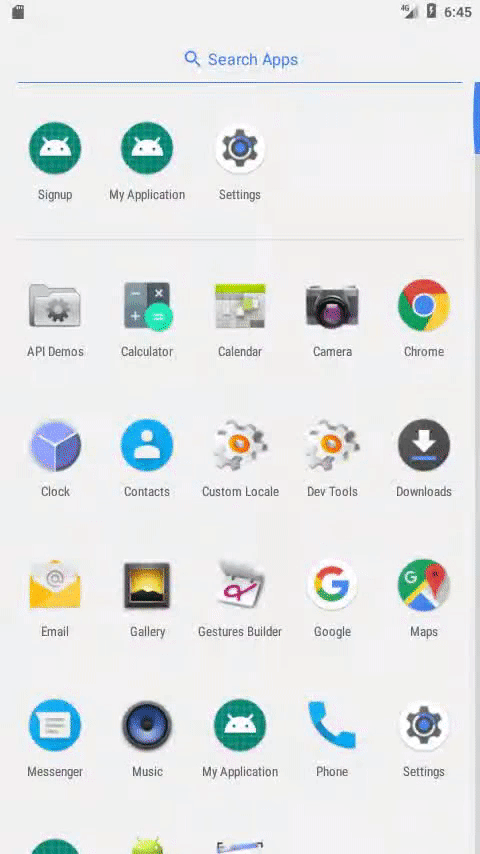 4G 6:45
Search Apps
Signup My Application Settings
API Demos Calculator Calendar Camera Chrome
Clock Contacts Custom Locale Dev Tools Downloads
Email Gallery Gestures Builder Google Maps
Messenger Music My Application Phone Settings